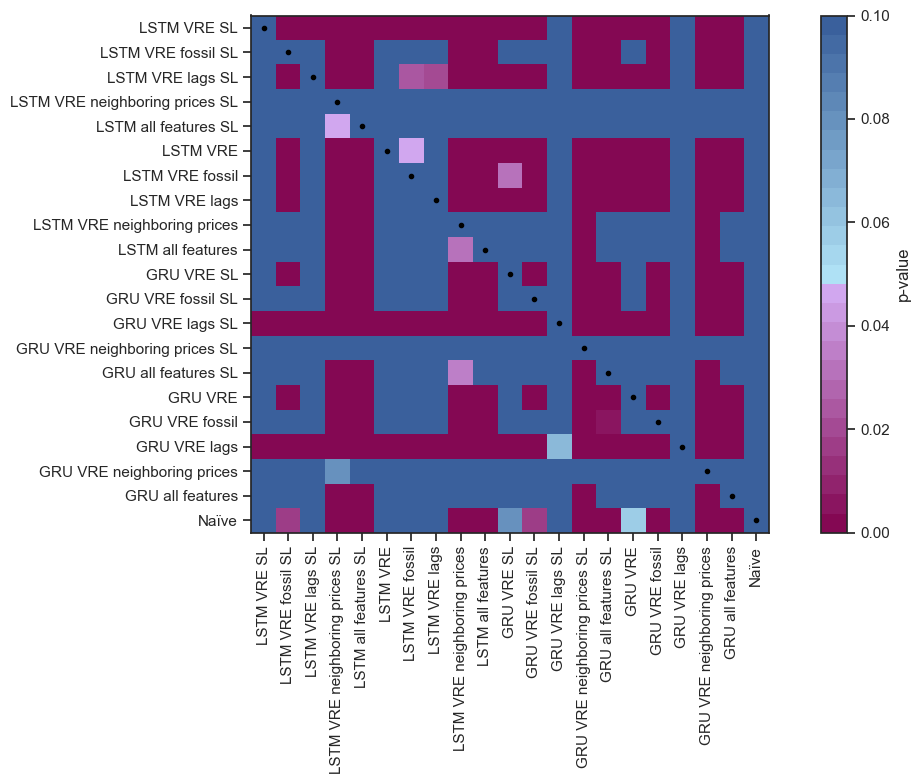 LSTM VRE SL
LSTM VRE fossil SL
LSTM VRE lags SL
LSTM VRE neighboring prices SL
LSTM all features SL
LSTM VRE
LSTM VRE fossil
LSTM VRE lags
LSTM VRE neighboring prices
LSTM all features
GRU VRE SL
GRU VRE fossil SL
GRU VRE lags SL
GRU VRE neighboring prices SL
GRU all features SL
GRU VRE
GRU VRE fossil
GRU VRE lags
GRU VRE neighboring prices
GRU all features
Naïve
LSTM VRE SL
LSTM VRE fossil SL
LSTM VRE lags SL
LSTM VRE neighboring prices SL
LSTM all features SL
LSTM VRE
LSTM VRE fossil
LSTM VRE lags
LSTM VRE neighboring prices
LSTM all features
GRU VRE SL
GRU VRE fossil SL
GRU VRE lags SL
GRU VRE neighboring prices SL
GRU all features SL
GRU VRE
GRU VRE fossil
GRU VRE lags
GRU VRE neighboring prices
GRU all features
Naïve
0.10
0.08
0.06
0.04
0.02
0.00
p-value